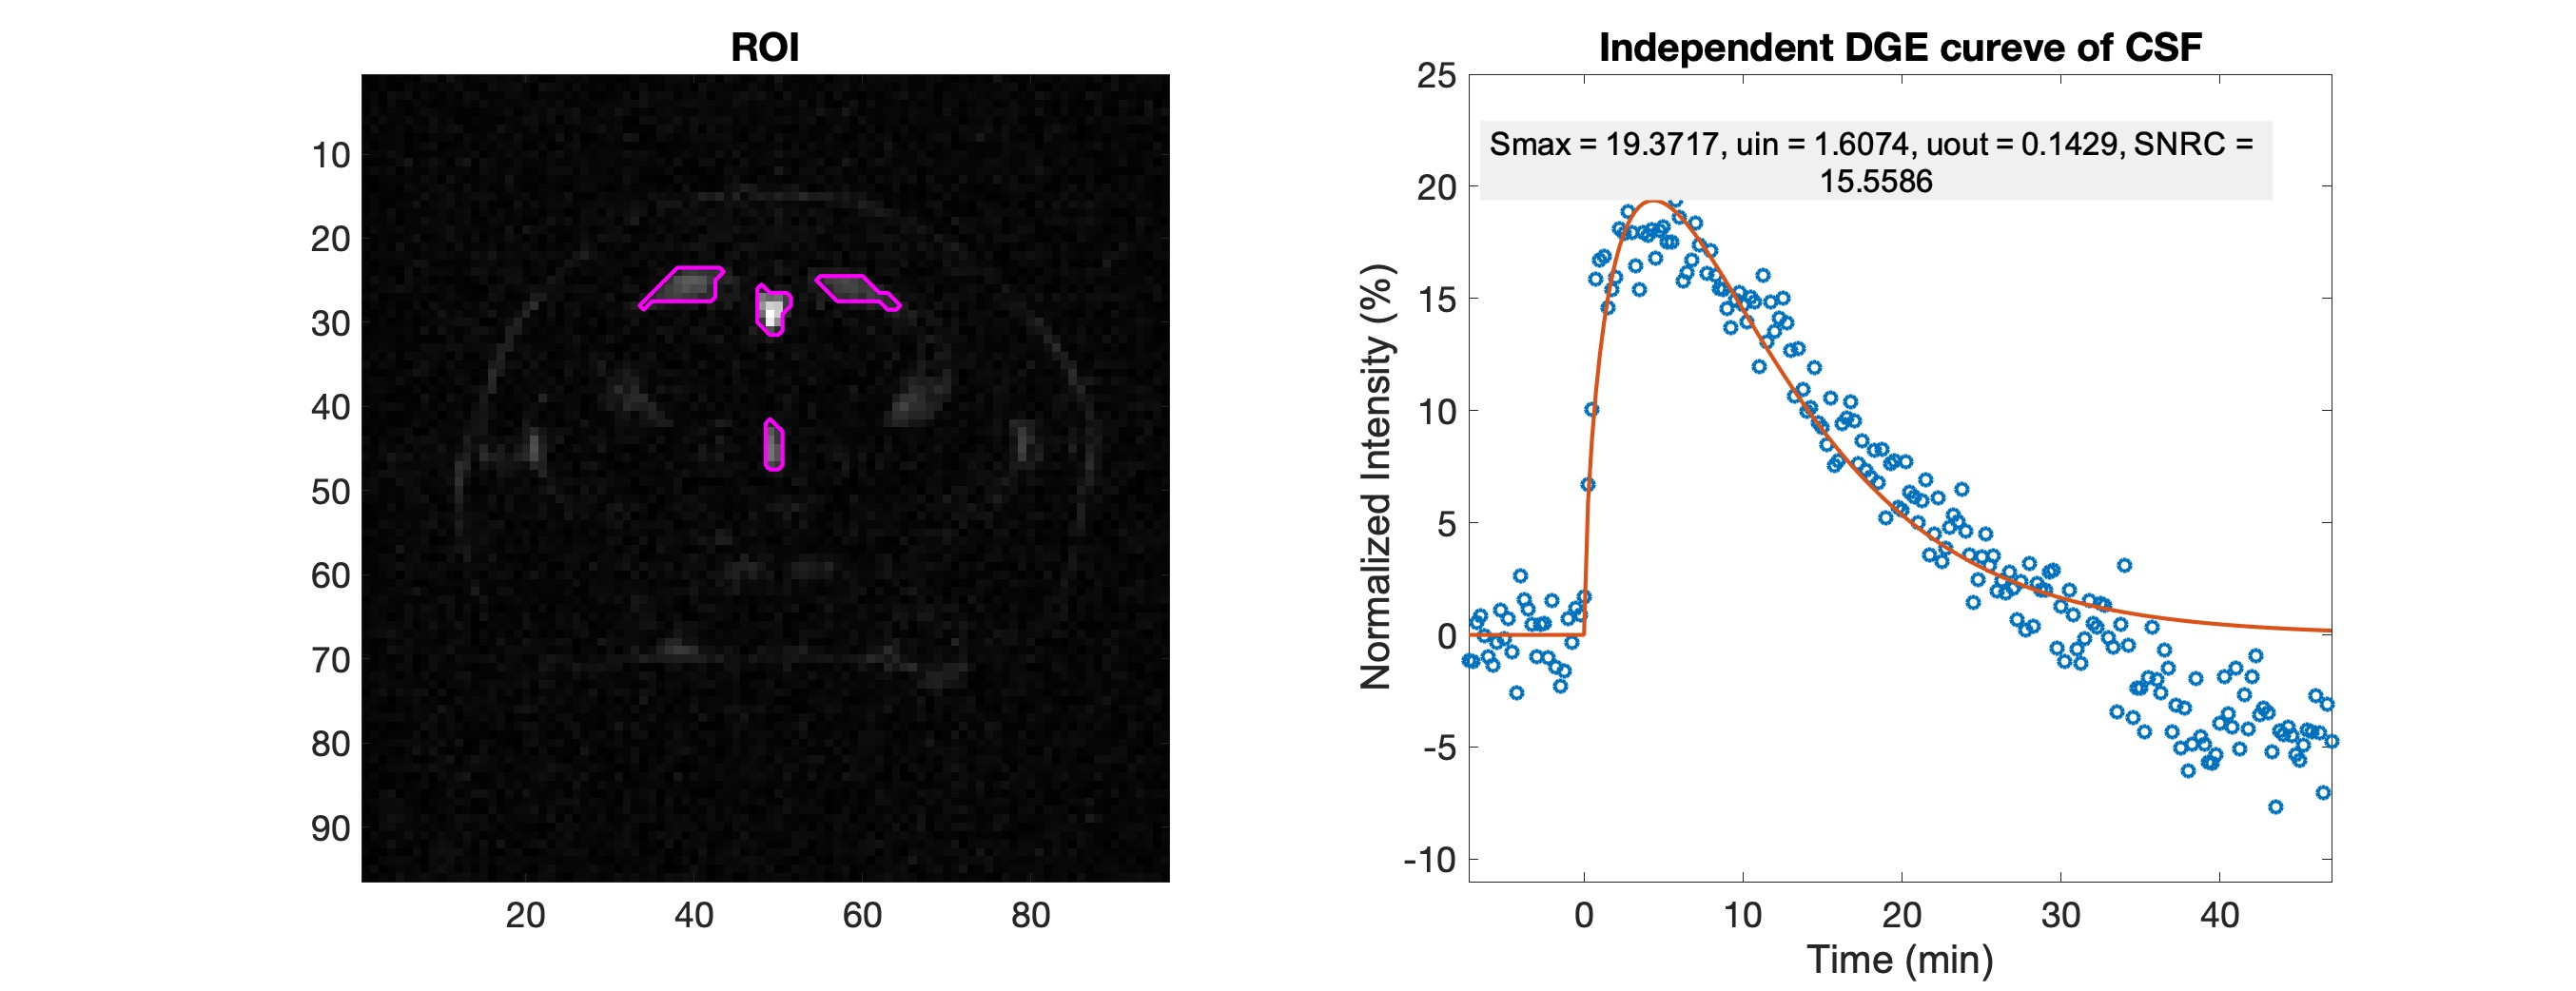 ROI
10
20
30
40
50
60
70
80
90
20 40 60 80
Independent DGE cureve of CSF
Smax = 19.3717, uin = 1.6074, uout = 0.1429, SNRC =
15.5586
25
20
15
10
5
0
-5
-10
Normalized Intensity (%)
0 10 20 30 40
Time (min)